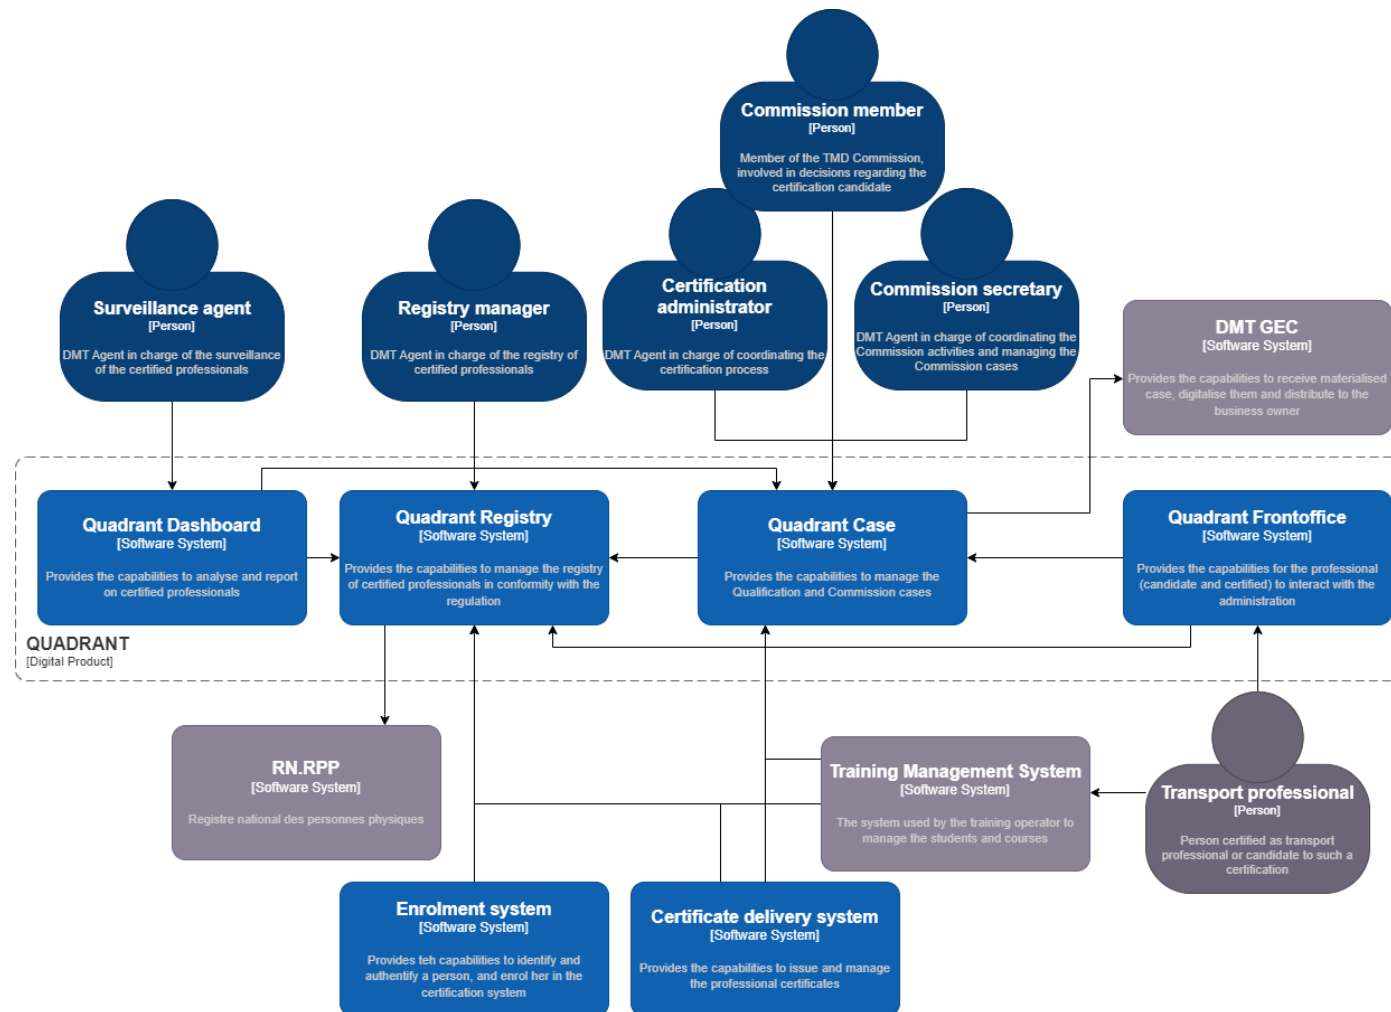 Commission member
[Person]
Member of the TMD Commission,
involved in decisions regarding the
certification candidate
Surveillance agent
[Person]
DMT Agent in charge of the surveillance
of the certified professionals
Registry manager
[Person]
DMT Agent in charge of the registry of
certified professionals
Certification
administrator
[Person]
DMT Agent in charge of coordinating the
certification process
Commission secretary
[Person]
DMT Agent in charge of coordinating the
Commission activities and managing the
Commission cases
DMT GEC
[Software System]
Provides the capabilities to receive materialised
case, digitalise them and distribute to the
business owner
Quadrant Dashboard
[Software System]
Provides the capabilities to analyse and report
on certified professionals
Quadrant Registry
[Software System]
Provides the capabilities to manage the registry
of certified professionals in conformity with the
regulation
Quadrant Case
[Software System]
Provides the capabilities to manage the
Qualification and Commission cases
Quadrant Frontoffice
[Software System]
Provides the capabilities for the professional
(candidate and certified) to interact with the
administration
QUADRANT
[Digital Product]
RN.RPP
[Software System]
Registre national des personnes physiques
Training Management System
[Software System]
The system used by the training operator to
manage the students and courses
Transport professional
[Person]
Person certified as transport
professional or candidate to such a
certification
Enrolment system
[Software System]
Provides teh capabilities to identify and
authentify a person, and enrol her in the
certification system
Certificate delivery system
[Software System]
Provides the capabilities to issue and manage
the professional certificates